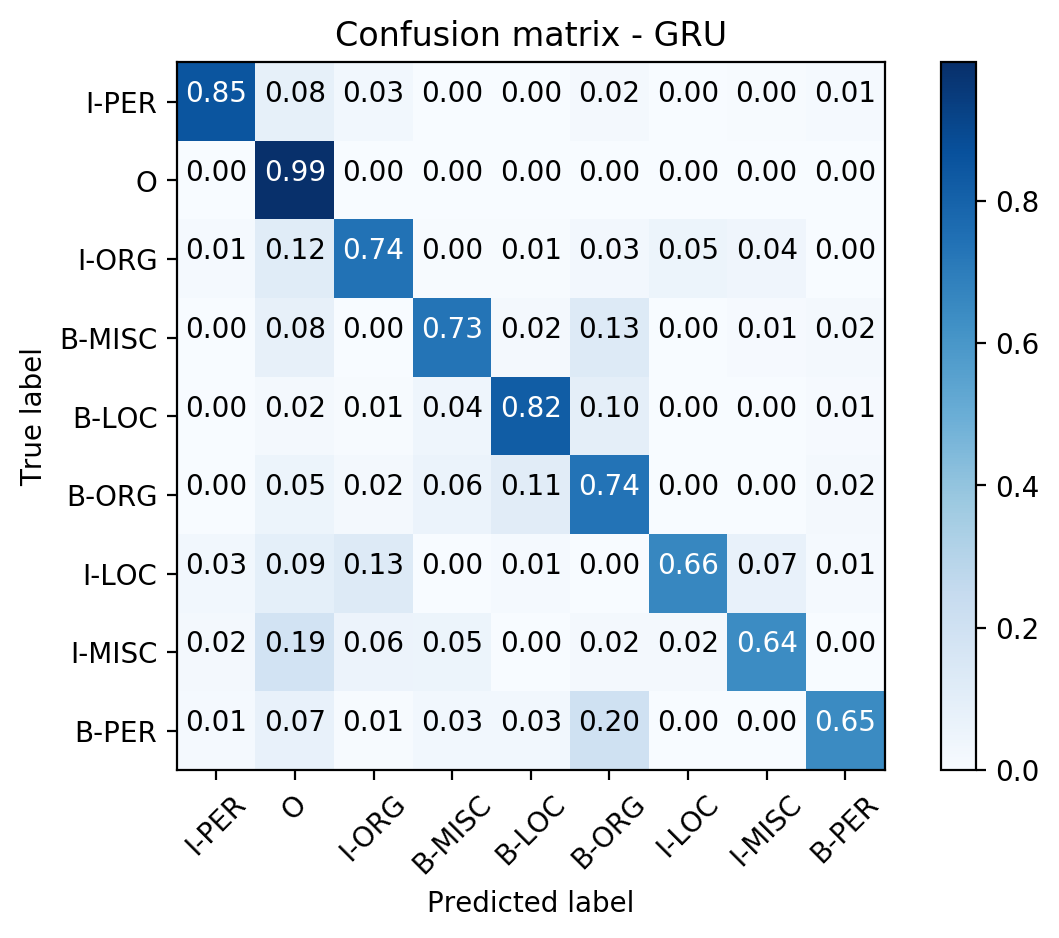 Confusion matrix - GRU
I-PER 0.85 0.08 0.03 0.00 0.00 0.02 0.00 0.00 0.01
O 0.00 0.99 0.00 0.00 0.00 0.00 0.00 0.00 0.00
I-ORG 0.01 0.12 0.74 0.00 0.01 0.03 0.05 0.04 0.00
B-MISC 0.00 0.08 0.00 0.73 0.02 0.13 0.00 0.01 0.02
B-LOC 0.00 0.02 0.01 0.04 0.82 0.10 0.00 0.00 0.01
B-ORG 0.00 0.05 0.02 0.06 0.11 0.74 0.00 0.00 0.02
I-LOC 0.03 0.09 0.13 0.00 0.01 0.00 0.66 0.07 0.01
I-MISC 0.02 0.19 0.06 0.05 0.00 0.02 0.02 0.64 0.00
B-PER 0.01 0.07 0.01 0.03 0.03 0.20 0.00 0.00 0.65
I-PER O I-ORG B-MISC B-LOC B-ORG I-LOC I-MISC B-PER
Predicted label
True label
0.8
0.6
0.4
0.2
0.0